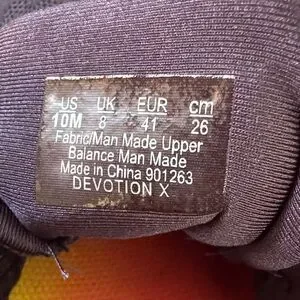 US UK EUR cm
10M 8 41 26
Fabric/Man Made Upper
Balance Man Made
Made in China 901263
DEVOTION X